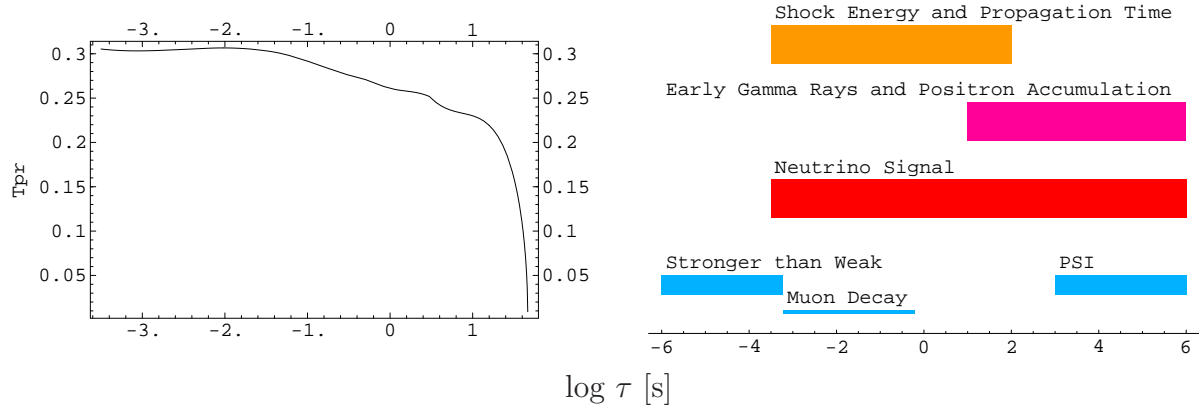 -3. -2. -1. 0 1
0.3 0.3
0.25 0.25
0.2 0.2
0.15 0.15
0.1 0.1
0.05 0.05
Tpr
-3. -2. -1. 0 1
Shock Energy and Propagation Time
Early Gamma Rays and Positron Accumulation
Neutrino Signal
Stronger than Weak PSI
Muon Decay
-6 -4 -2 0 2 4 6
log τ [s]